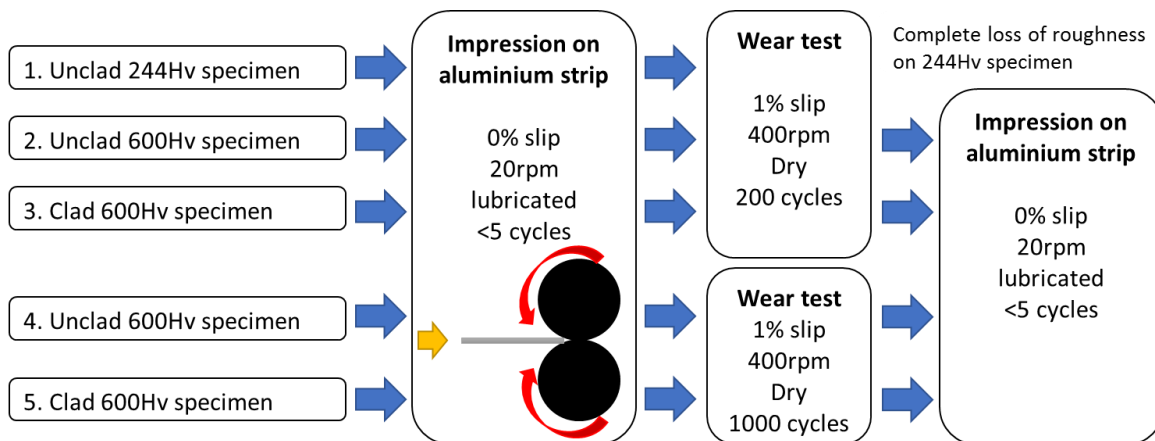 1. Unclad 244Hv specimen
2. Unclad 600Hv specimen
3. Clad 600Hv specimen
4. Unclad 600Hv specimen
5. Clad 600Hv specimen
Impression on
aluminium strip
0% slip
20rpm
lubricated
<5 cycles
Wear test
1% slip
400rpm
Dry
200 cycles
Wear test
1% slip
400rpm
Dry
1000 cycles
Complete loss of roughness
on 244Hv specimen
Impression on
aluminium strip
0% slip
20rpm
lubricated
<5 cycles